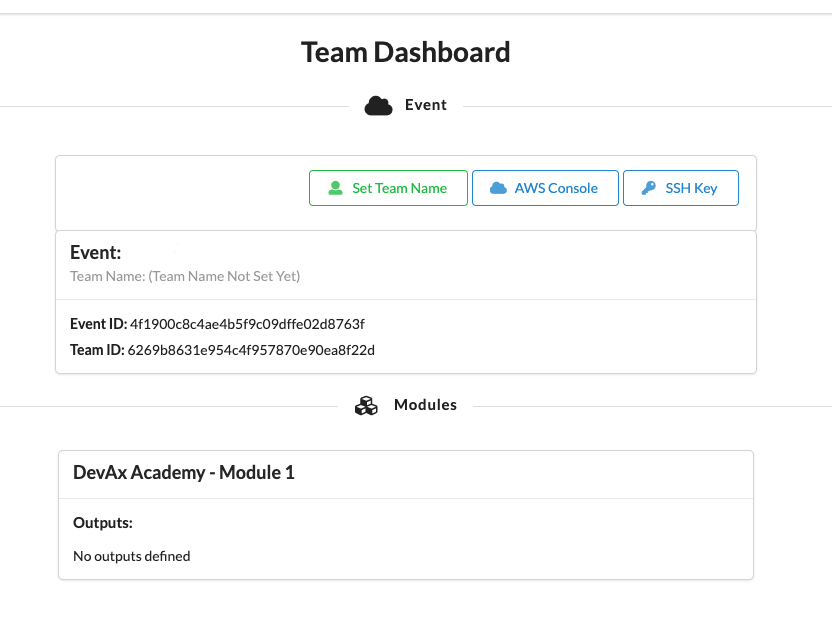 Team Dashboard
Event
Set Team Name
AWS Console
SSH Key
Event:
Team Name: (Team Name Not Set Yet)
Event ID: 4f1900c8c4ae4b5f9c09dffe02d8763f
Team ID: 6269b8631e954c4f957870e90ea8f22d
Modules
DevAx Academy - Module 1
Outputs:
No outputs defined